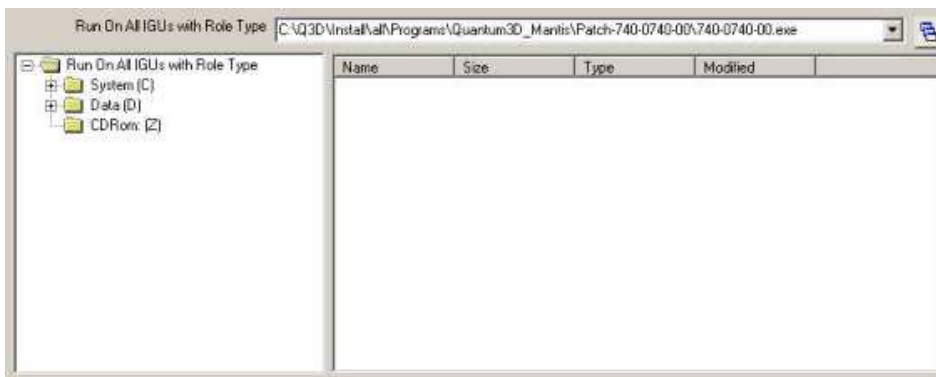 Run On All IGUs with Role Type C:\Q3D\Install\all\Programs\Quantum3D_Mantis\Patch-740-0740-00\740-0740-00.exe
Run On All IGUs with Role Type
System (C)
Data (D)
CDRom: (Z)
Name Size Type Modified